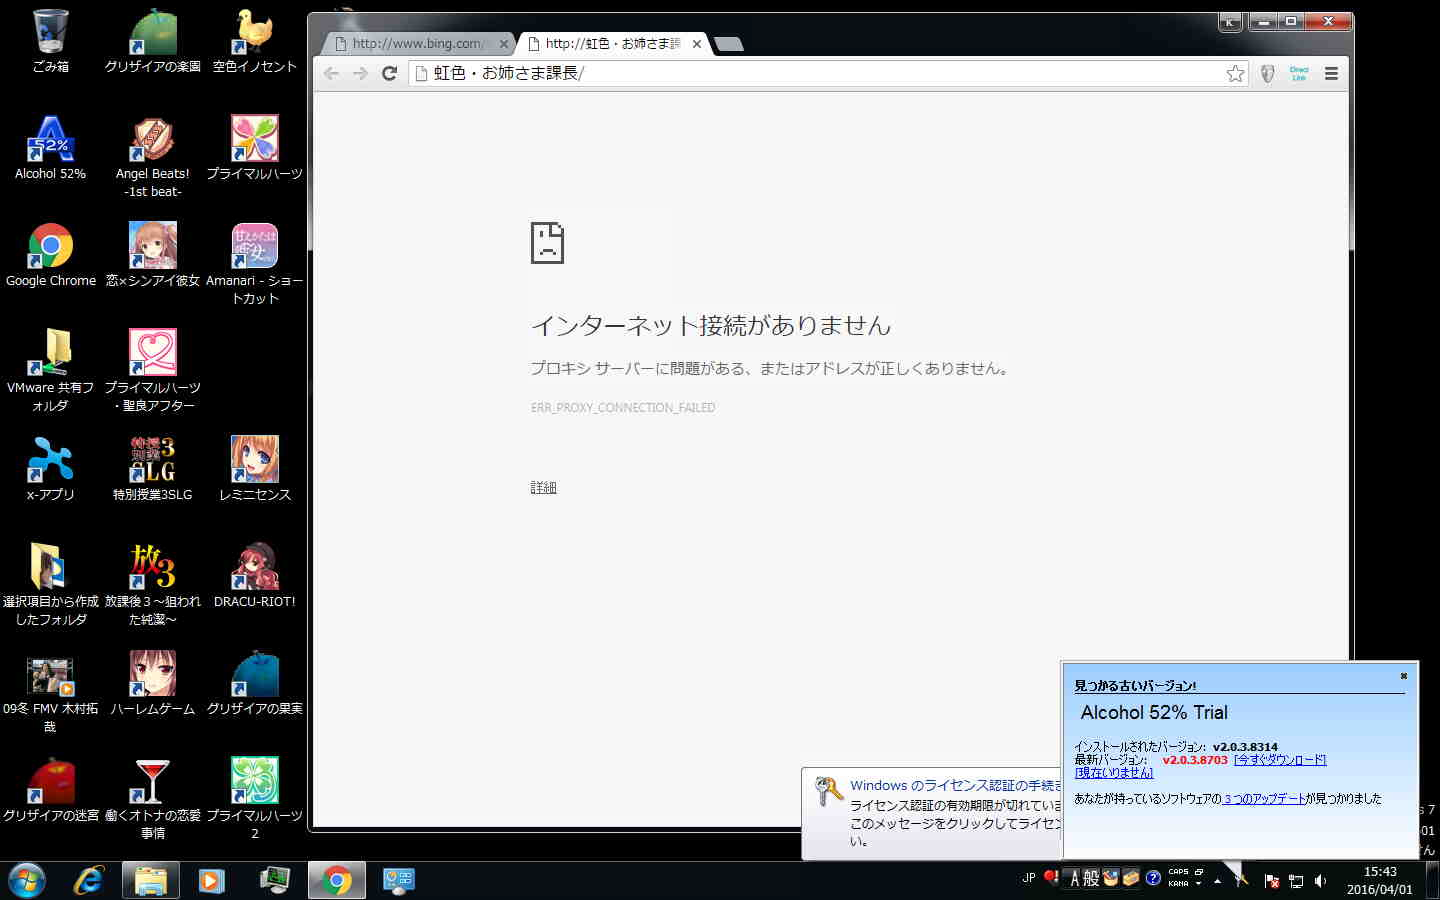 ごみ箱
グリザイアの楽園
空色イノセント
52%
Alcohol 52%
Angel Beats!
-1st beat-
プライマルハーツ
Google Chrome
恋×シンアイ彼女
Amanari - ショー
トカット
VMware 共有フ
ォルダ
プライマルハーツ
・聖良アフター
x-アプリ
特別授業3SLG
レミニセンス
選択項目から作成
したフォルダ
放3
放課後３～狙われ
た純潔～
DRACU-RIOT!
09冬 FMV 木村拓
哉
ハーレムゲーム
グリザイアの果実
グリザイアの迷宮
働くオトナの恋愛
事情
プライマルハーツ
2
K
http://www.bing.com/
http://虹色・お姉さま課
虹色・お姉さま課長/
Direct
Link
インターネット接続がありません
プロキシ サーバーに問題がある、またはアドレスが正しくありません。
ERR_PROXY_CONNECTION_FAILED
詳細
Windows のライセンス認証の手続き
ライセンス認証の有効期限が切れていま
このメッセージをクリックしてライセン
い。
見つかる古いバージョン!
Alcohol 52% Trial
インストールされたバージョン: v2.0.3.8314
最新バージョン: v2.0.3.8703 [今すぐダウンロード]
[現在いりません]
あなたが持っているソフトウェアの３つのアップデートが見つかりました
s 7
01
せん
JP
A 般
CAPS
KANA
15:43
2016/04/01